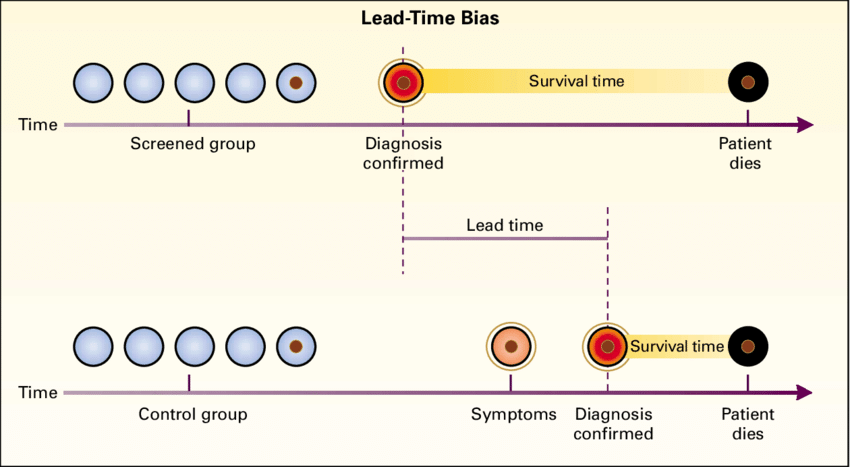 Lead-Time Bias
Survival time
Time
Screened group
Diagnosis
confirmed
Patient
dies
Lead time
Survival time
Time
Control group
Symptoms
Diagnosis
confirmed
Patient
dies